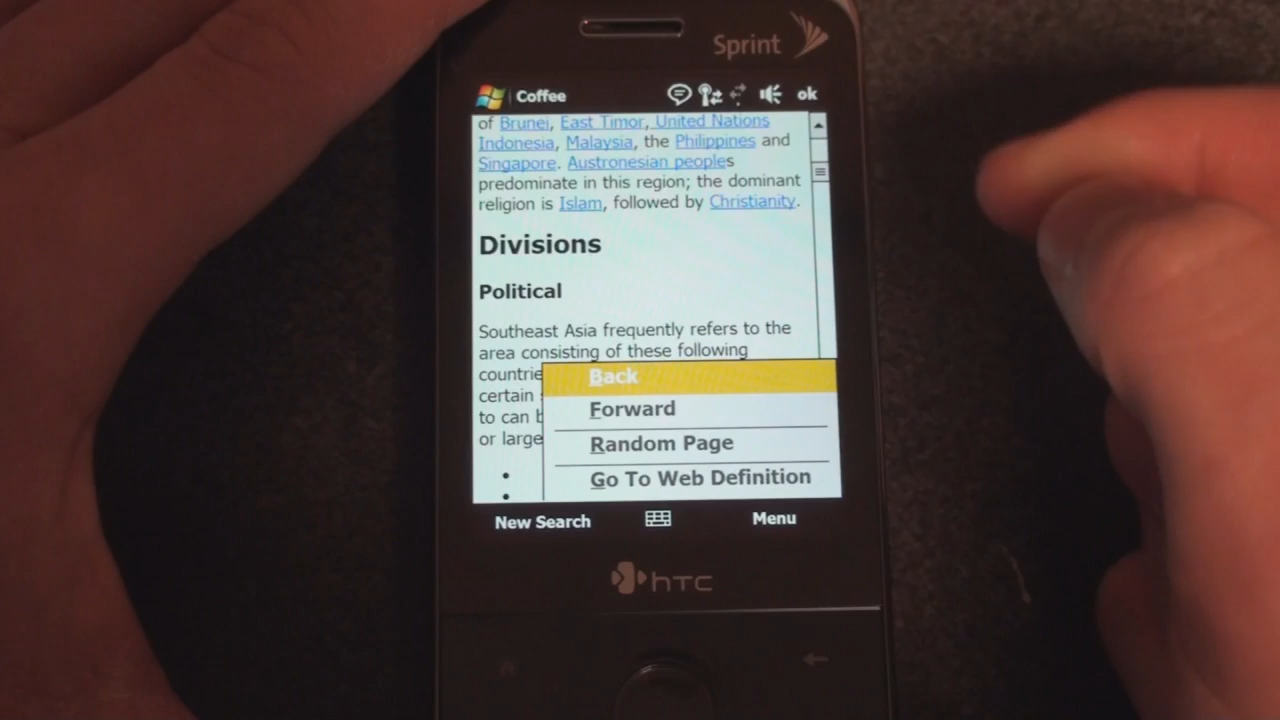 Sprint
Coffee
ok
of Brunei, East Timor, United Nations
Indonesia, Malaysia, the Philippines and
Singapore. Austronesian peoples
predominate in this region; the dominant
religion is Islam, followed by Christianity.
Divisions
Political
Southeast Asia frequently refers to the
area consisting of these following
countrie
certain
to can b
or large
Back
Forward
Random Page
Go To Web Definition
New Search
Menu
hTC